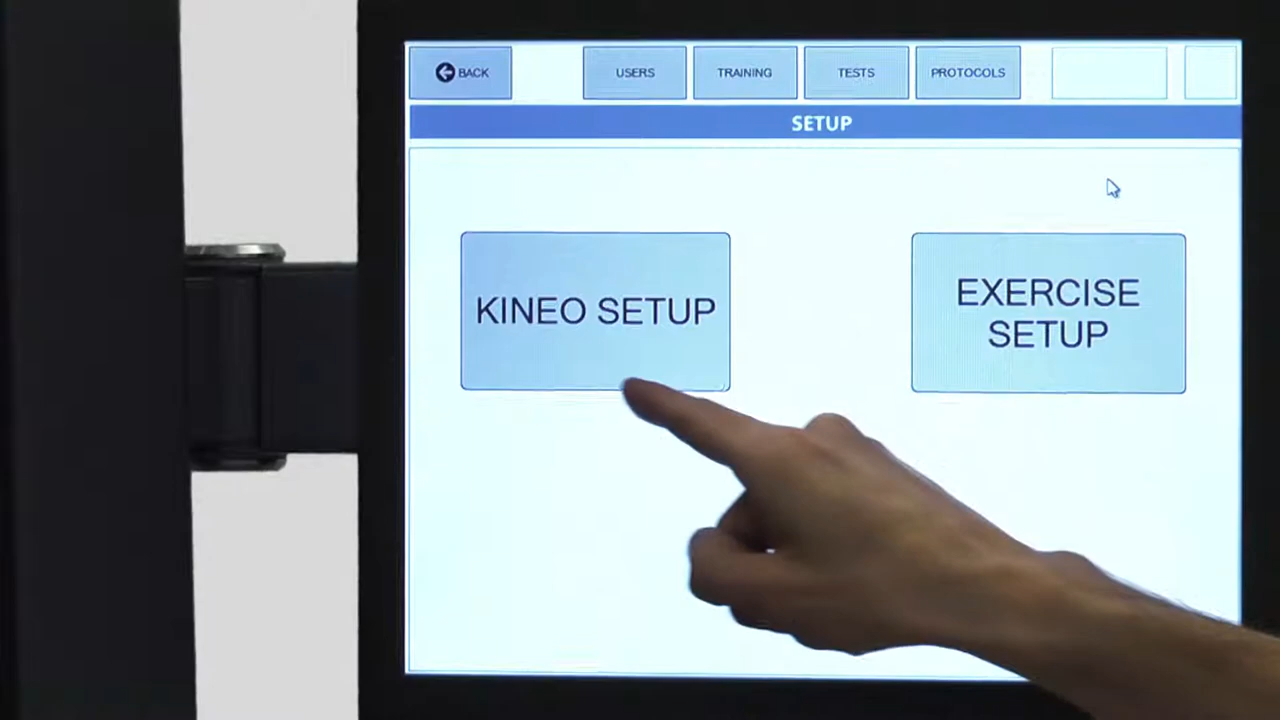 BACK
USERS
TRAINING
TESTS
PROTOCOLS
SETUP
KINEO SETUP
EXERCISE
SETUP